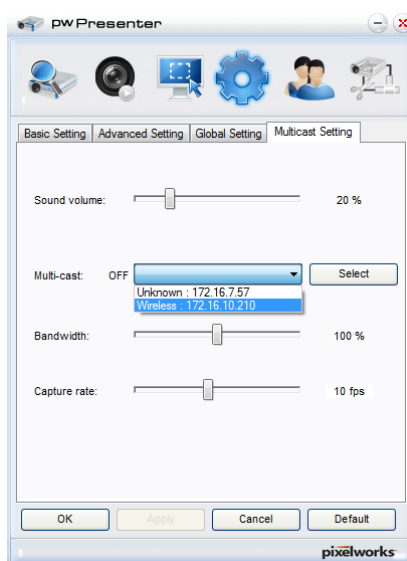 PWPresenter
Basic Setting Advanced Setting Global Setting Multicast Setting
Sound volume: 20 %
Multi-cast: OFF Select
Unknown : 172.16.7.57
Wireless : 172.16.10.210
Bandwidth: 100 %
Capture rate: 10 fps
OK Apply Cancel Default
pixelworks